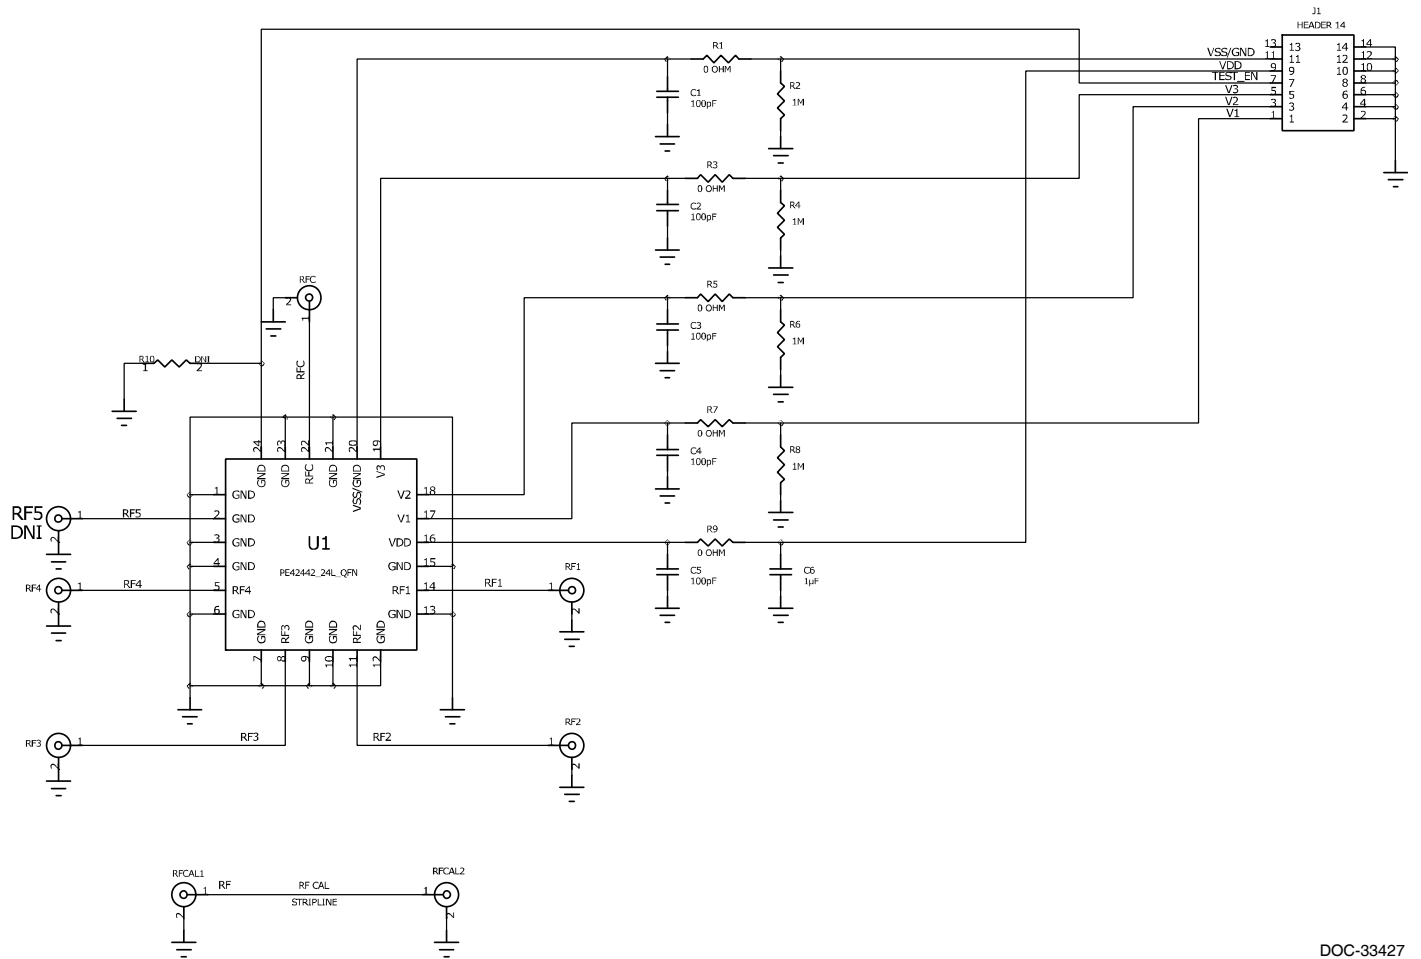 J1
HEADER 14
13 13 14 14
VSS/GND 11 11 12 12
VDD 9 9 10 10
TEST_EN 7 7 8 8
V3 5 5 6 6
V2 3 3 4 4
V1 1 1 2 2
R1
0 OHM
C1
100pF
R2
1M
R3
0 OHM
C2
100pF
R4
1M
RFC
2
1
RFC
R5
0 OHM
C3
100pF
R6
1M
R10 DNI
1 2
R7
0 OHM
C4
100pF
R8
1M
24 23 22 21 20 19
GND GND RFC GND VSS/GND V3
1 GND V2 18
RF5
DNI
1 RF5 2 GND V1 17
2
3 GND VDD 16
U1
PE42442_24L_QFN
4 GND GND 15
RF4 1 RF4 5 RF4 RF1 14 RF1 1 RF1
2
2
6 GND GND 13
GND RF3 GND GND RF2 GND
7 8 9 10 11 12
R9
0 OHM
C5
100pF
C6
1µF
RF3 1 RF3 RF2 1 RF2
2
2
RFCAL1 RFCAL2
1 RF RF CAL 1
STRIPLINE
2 2
DOC-33427